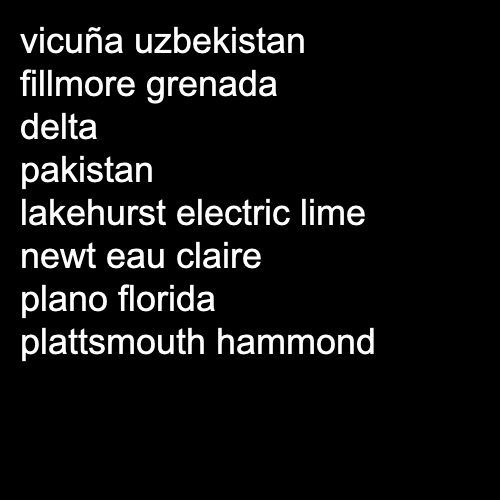 vicuña uzbekistan
fillmore grenada
delta
pakistan
lakehurst electric lime
newt eau claire
plano florida
plattsmouth hammond